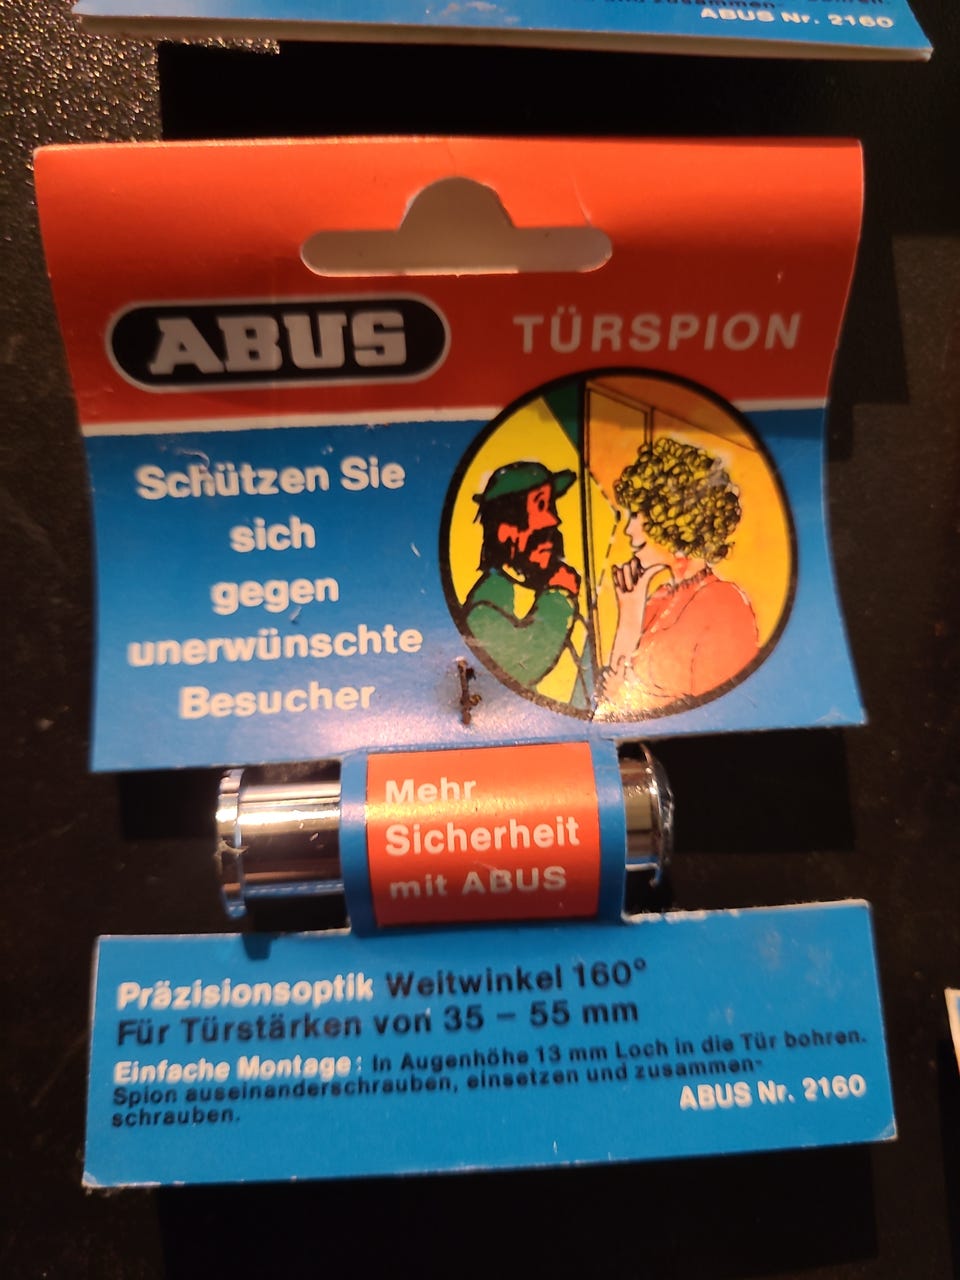 und zusammen-
ABUS Nr. 2160
ABUS
TÜRSPION
Schützen Sie
sich
gegen
unerwünschte
Besucher
Mehr
Sicherheit
mit ABUS
Präzisionsoptik Weitwinkel 160°
Für Türstärken von 35 – 55 mm
Einfache Montage: In Augenhöhe 13 mm Loch in die Tür bohren.
Spion auseinanderschrauben, einsetzen und zusammen-
schrauben.
ABUS Nr. 2160